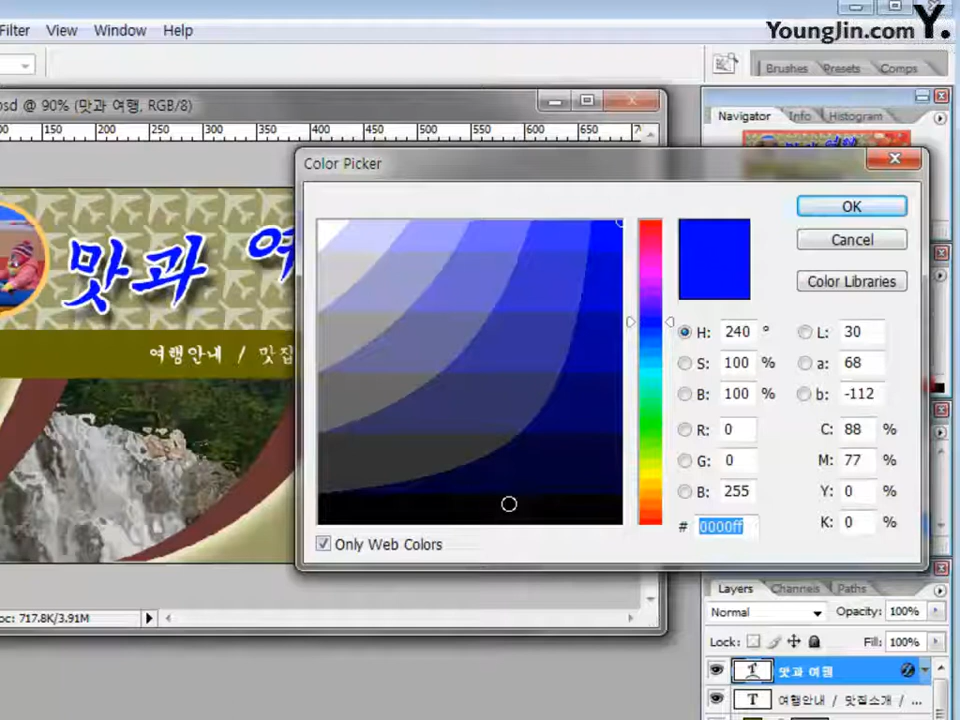 Filter View Window Help
YoungJin.com Y.
Brushes Presets Comps
psd @ 90% (맛과 여행, RGB/8)
150 200 250 300 350 400 450 500 550 600 650
Navigator Info Histogram
Color Picker
OK
Cancel
Color Libraries
맛과 여
여행안내 / 맛집
H: 240 °
L: 30
S: 100 %
a: 68
B: 100 %
b: -112
R: 0
C: 88 %
G: 0
M: 77 %
B: 255
Y: 0 %
# 0000ff
K: 0 %
Only Web Colors
oc: 717.8K/3.91M
Layers Channels Paths
Normal Opacity: 100%
Lock: Fill: 100%
T 맛과 여행
T 여행안내 / 맛집소개 / ...